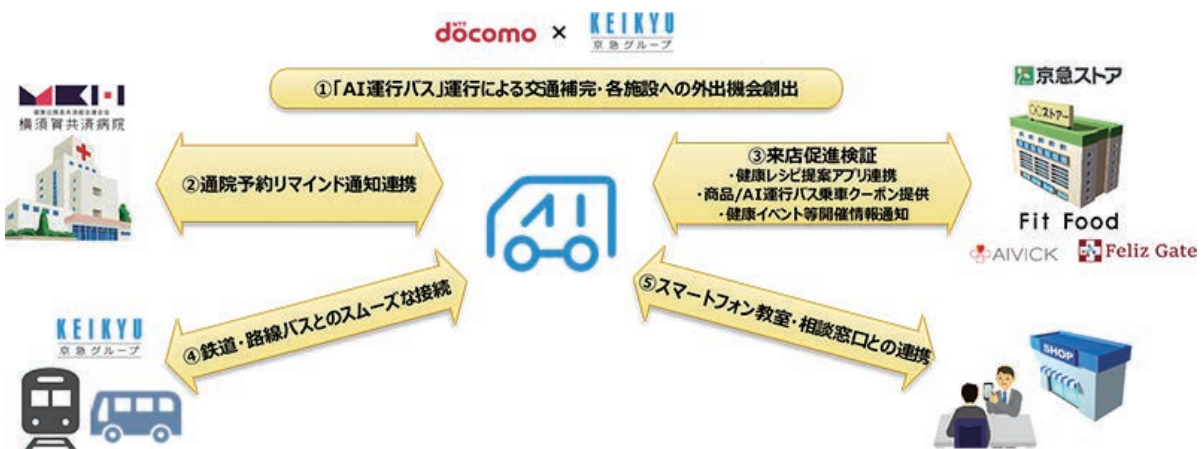 NTT
döcomo × KEIKYU
京急グループ
①「AI運行バス」運行による交通補完・各施設への外出機会創出
MKH
横須賀共済病院
②通院予約リマインド通知連携
AI
③来店促進検証
・健康レシピ提案アプリ連携
・商品/AI運行バス乗車クーポン提供
・健康イベント等開催情報通知
京急ストア
○○ストアー
Fit Food
AIVICK
Feliz Gate
KEIKYU
京急グループ
④鉄道・路線バスとのスムーズな接続
⑤スマートフォン教室・相談窓口との連携
SHOP